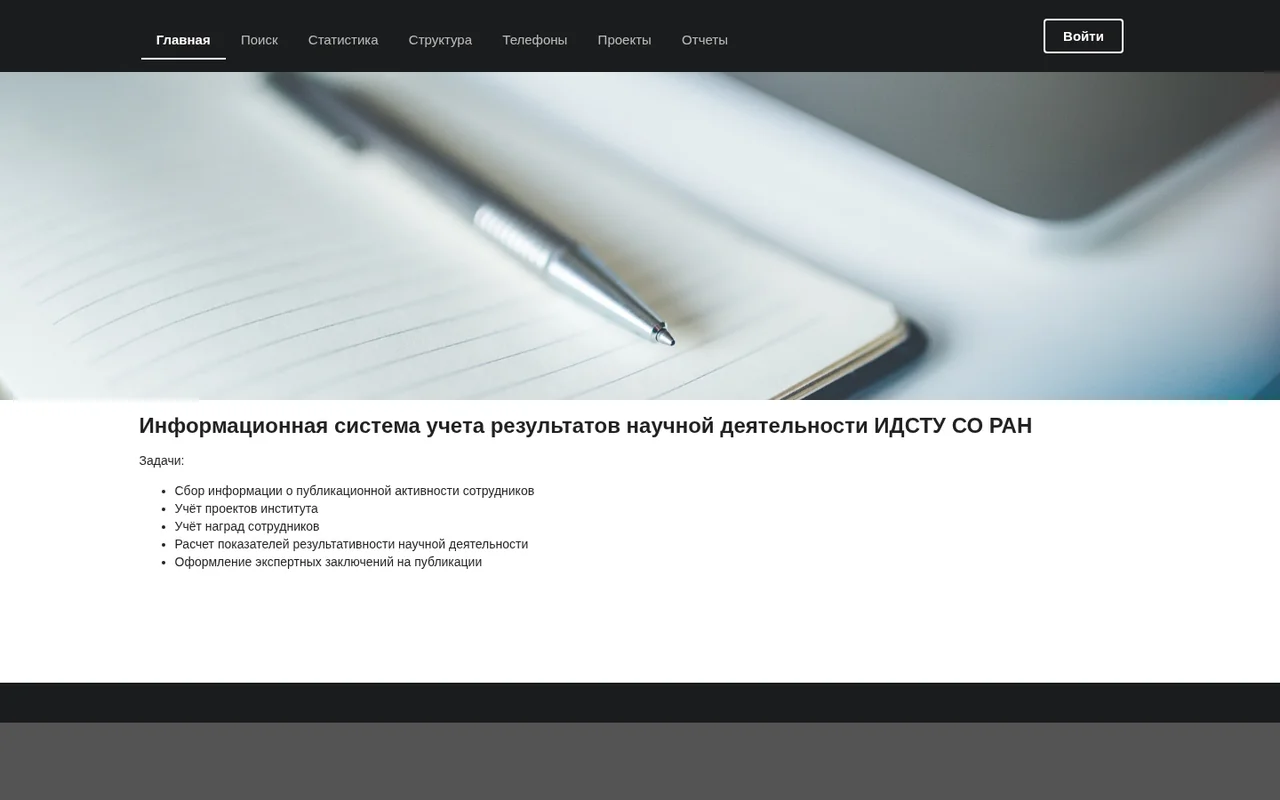 Главная Поиск Статистика Структура Телефоны Проекты Отчеты Войти
Информационная система учета результатов научной деятельности ИДСТУ СО РАН
Задачи:
Сбор информации о публикационной активности сотрудников
Учёт проектов института
Учёт наград сотрудников
Расчет показателей результативности научной деятельности
Оформление экспертных заключений на публикации